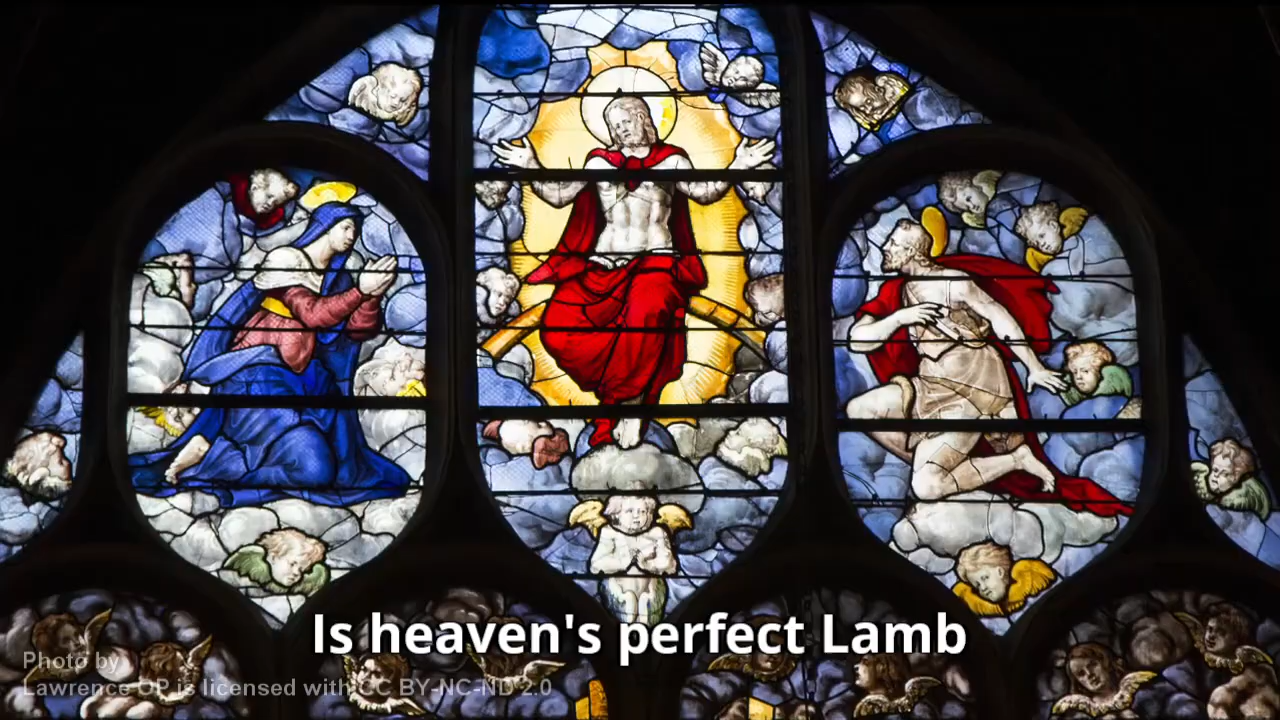 Is heaven's perfect Lamb
Photo by
Lawrence OP is licensed with CC BY-NC-ND 2.0